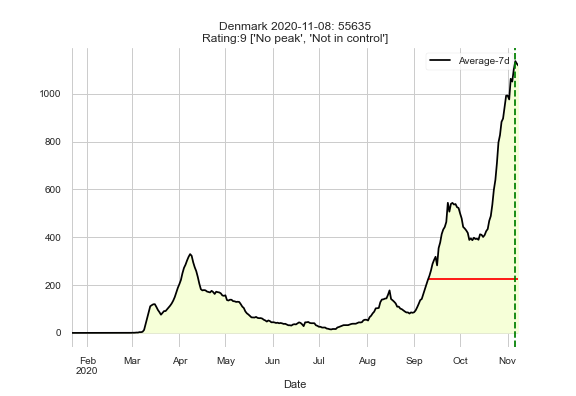 Denmark 2020-11-08: 55635
Rating:9 ['No peak', 'Not in control']
Average-7d
1000
800
600
400
200
0
Feb Mar Apr May Jun Jul Aug Sep Oct Nov
2020
Date